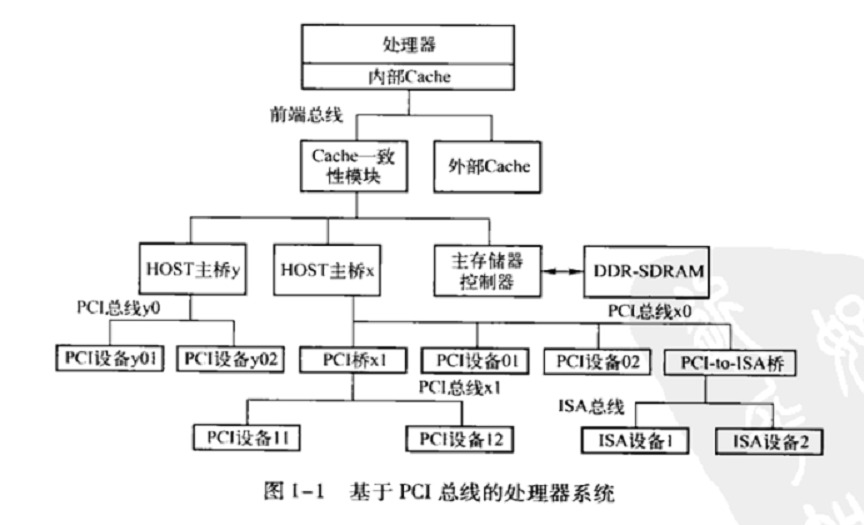 处理器
内部Cache
前端总线
Cache一致
性模块
外部Cache
HOST主桥y
HOST主桥x
主存储器
控制器
DDR-SDRAM
PCI总线y0
PCI总线x0
PCI设备y01
PCI设备y02
PCI桥x1
PCI设备01
PCI设备02
PCI-to-ISA桥
PCI总线x1
ISA总线
PCI设备11
PCI设备12
ISA设备1
ISA设备2
图 1-1 基于 PCI 总线的处理器系统